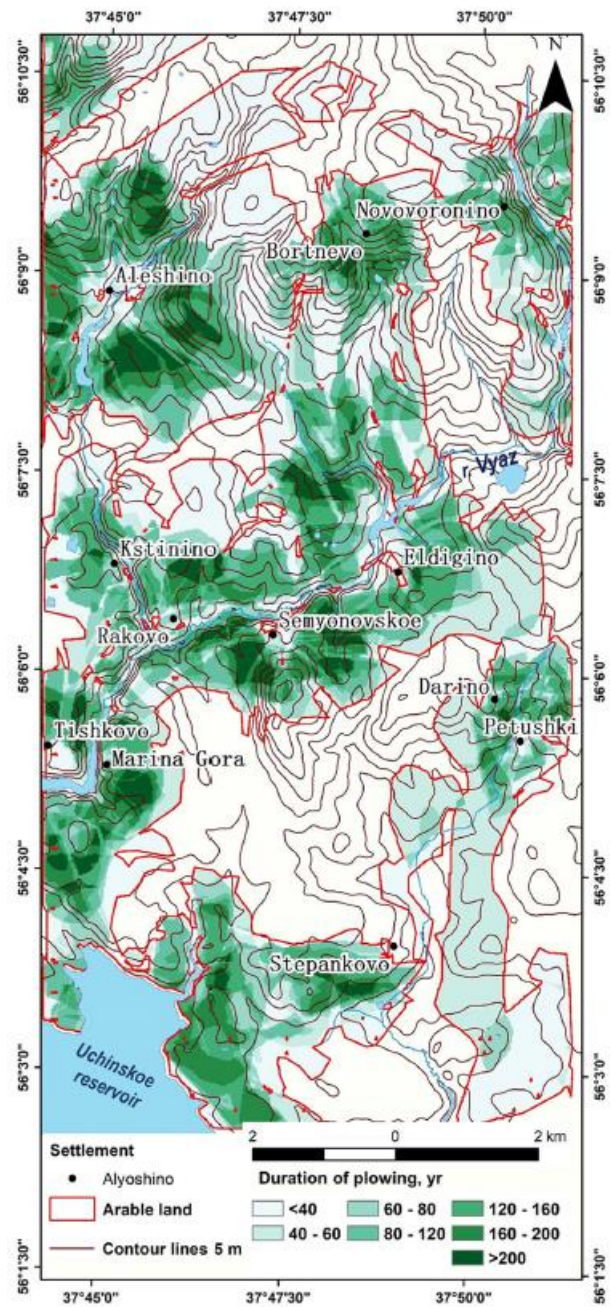 37°45'0" 37°47'30" 37°50'0"
56°10'30" 56°10'30"
N
Novovoronino
Bortnevo
56°9'0" 56°9'0"
Aleshino
56°7'30" 56°7'30"
r. Vyaz
Kstinino
Eldigino
Rakovo
Semyonovskoe
56°6'0" 56°6'0"
Darino
Tishkovo
Petushki
Marina Gora
56°4'30" 56°4'30"
Stepankovo
56°3'0" 56°3'0"
Uchinskoe
reservoir
2 0 2 km
Settlement
Alyoshino
Arable land
Contour lines 5 m
Duration of plowing, yr
<40 60 - 80 120 - 160
40 - 60 80 - 120 160 - 200
>200
56°1'30" 56°1'30"
37°45'0" 37°47'30" 37°50'0"